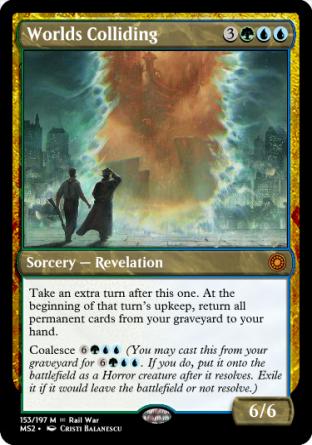 Worlds Colliding 3
Sorcery — Revelation
Take an extra turn after this one. At the
beginning of that turn's upkeep, return all
permanent cards from your graveyard to
your hand.
Coalesce 6 (You may cast this from your
graveyard for 6. If you do, put it onto the
battlefield as a Horror creature after it resolves. Exile
it if it would leave the battlefield or not resolve.)
6/6
153/197 M Rail War
MS2 • Cristi Balanescu